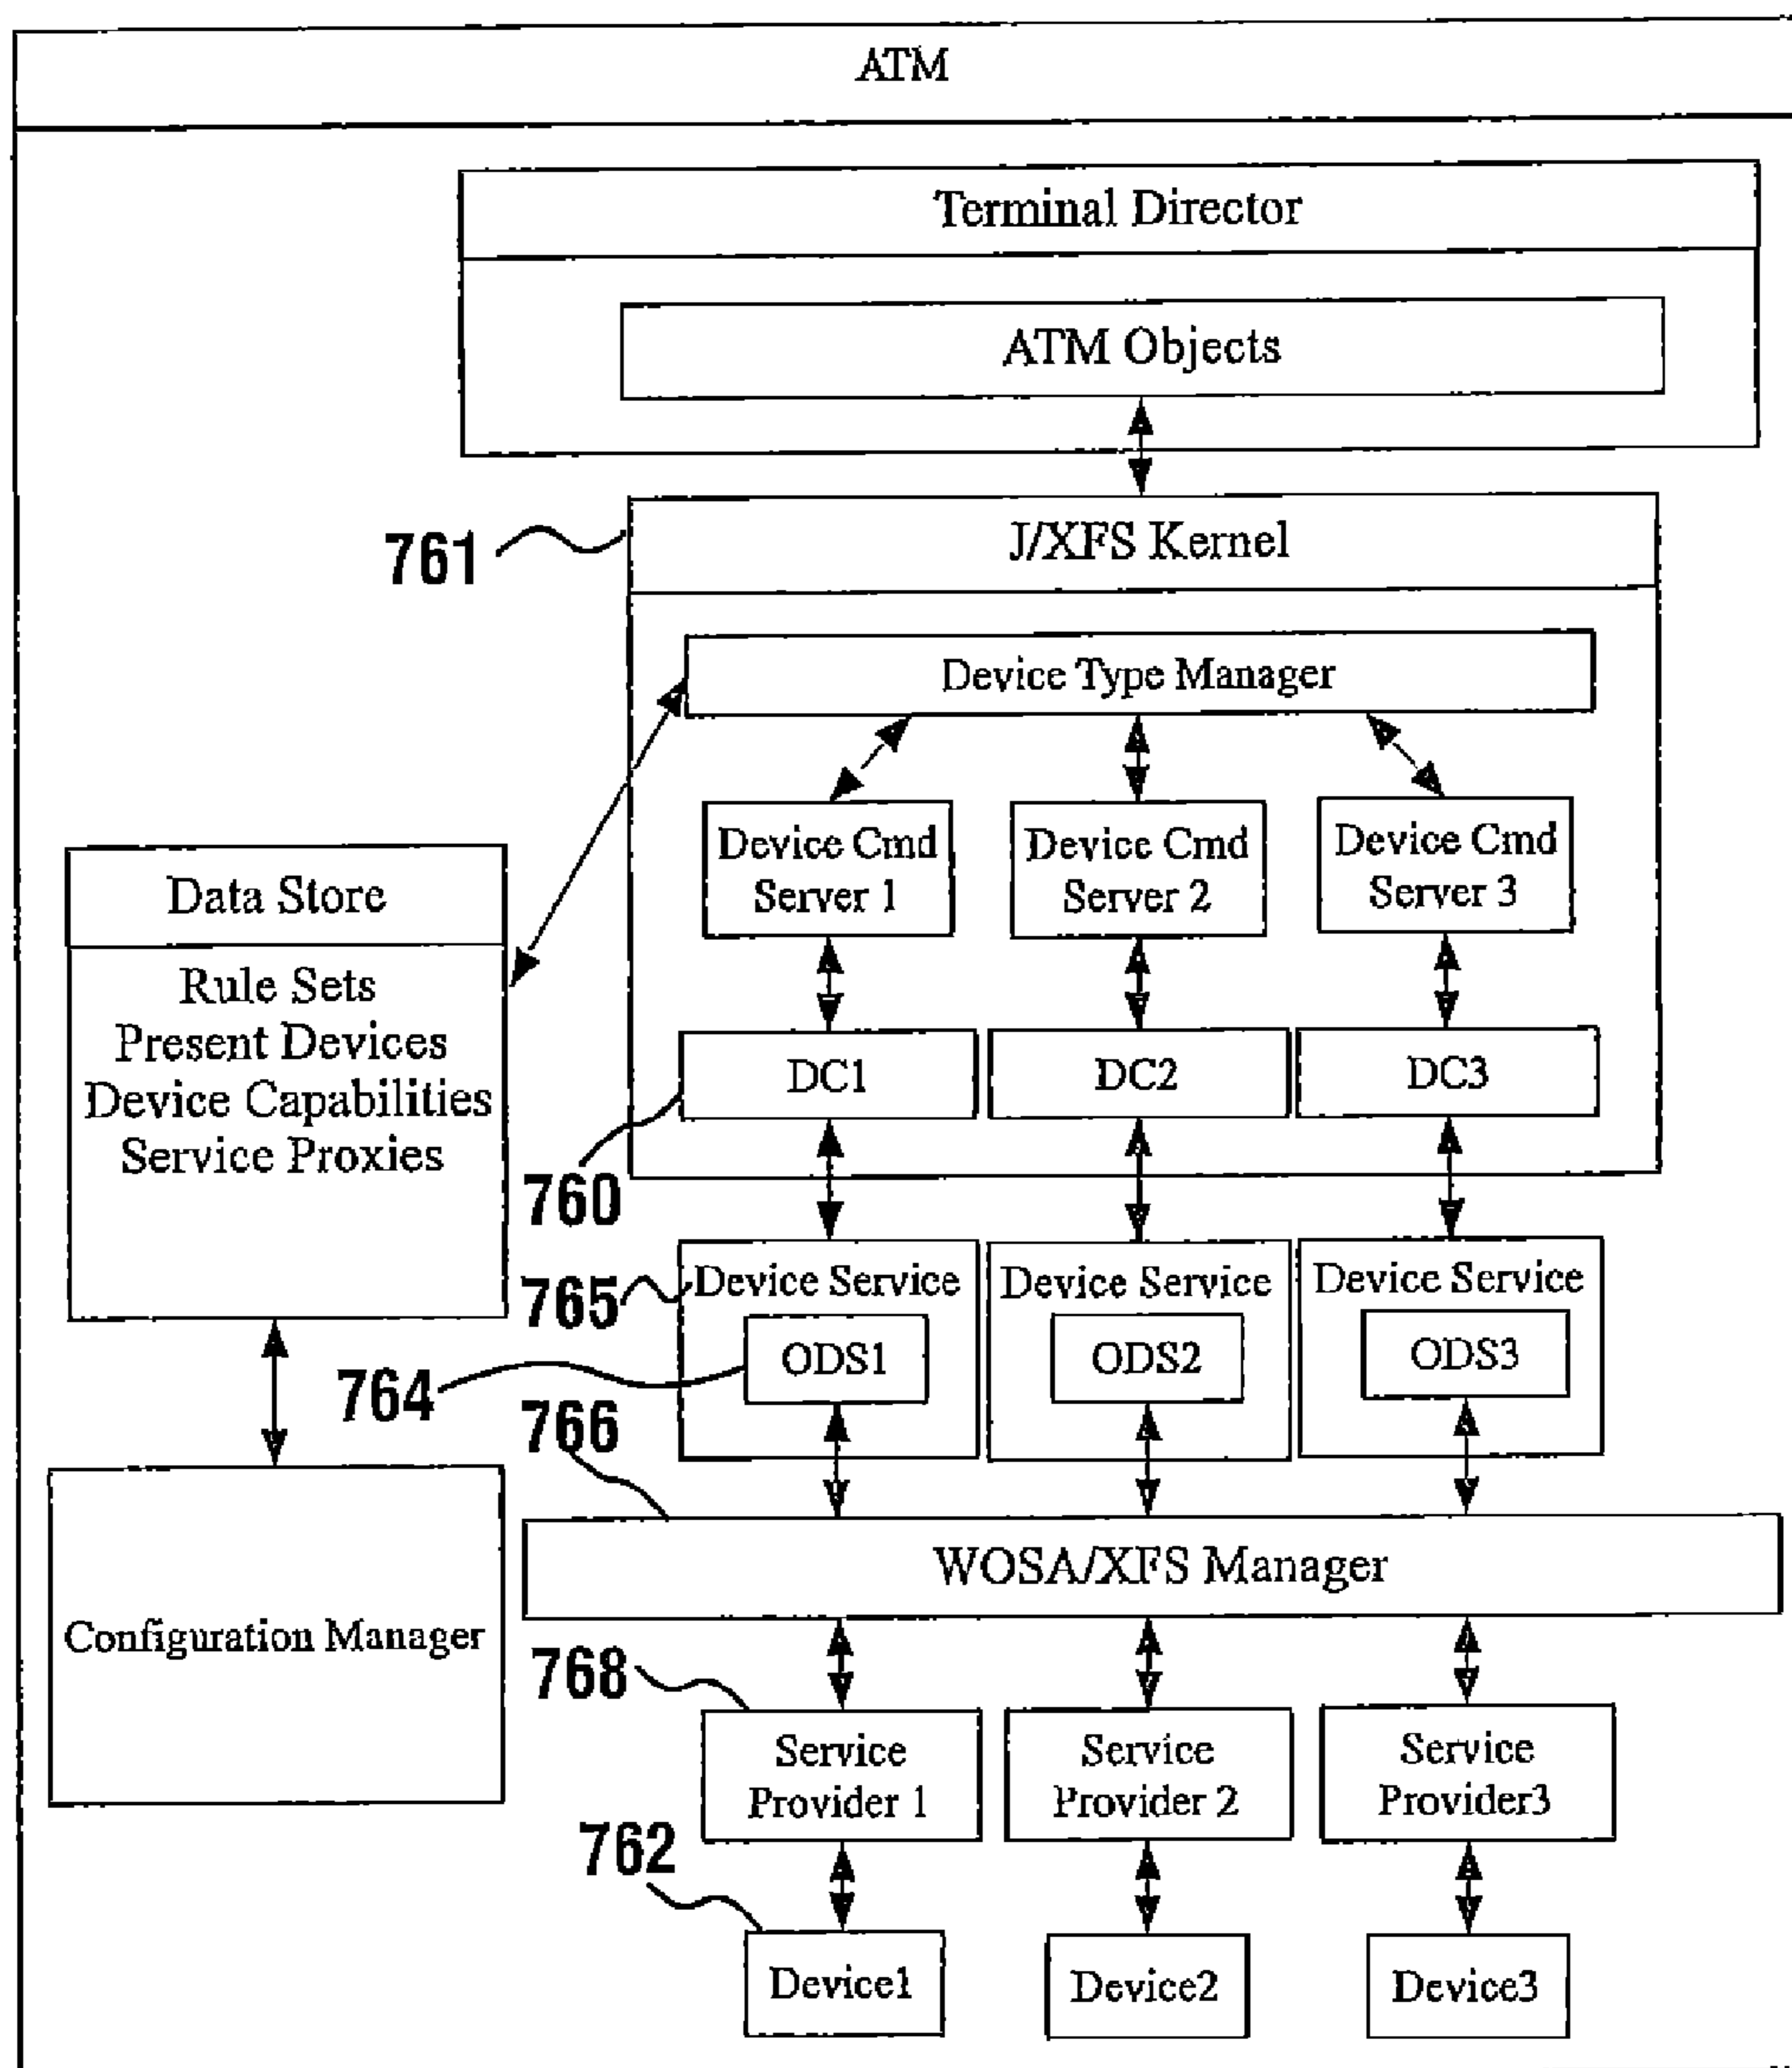 ATM
Terminal Director
ATM Objects
761
J/XFS Kernel
Device Type Manager
Device Cmd
Server 1
Device Cmd
Server 2
Device Cmd
Server 3
Data Store
Rule Sets
Present Devices
Device Capabilities
Service Proxies
DC1
DC2
DC3
760
765
Device Service
ODS1
Device Service
ODS2
Device Service
ODS3
764
766
WOSA/XFS Manager
Configuration Manager
768
Service
Provider 1
Service
Provider 2
Service
Provider3
762
Device1
Device2
Device3